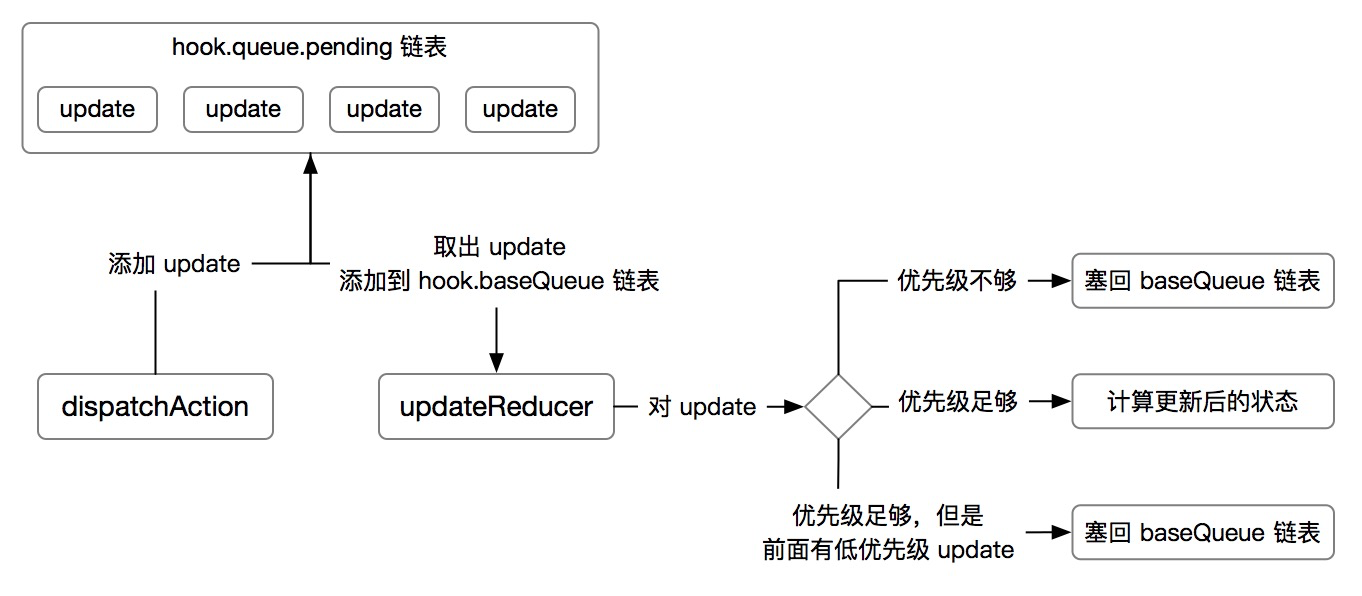 hook.queue.pending 链表
update
update
update
update
添加 update
取出 update
添加到 hook.baseQueue 链表
dispatchAction
updateReducer
对 update
优先级不够
塞回 baseQueue 链表
优先级足够
计算更新后的状态
优先级足够，但是
前面有低优先级 update
塞回 baseQueue 链表